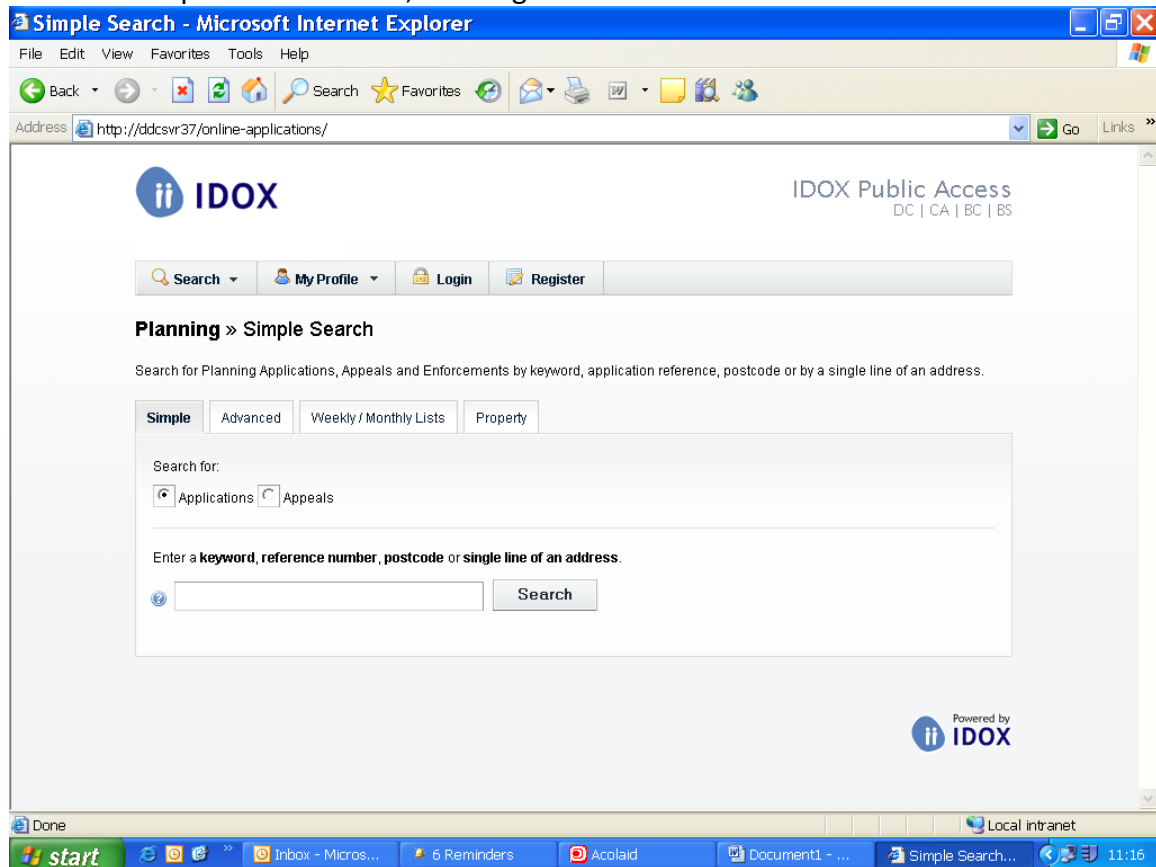 Simple Search - Microsoft Internet Explorer
File Edit View Favorites Tools Help
Back Search Favorites
Address http://ddcsvr37/online-applications/ Go Links »
IDOX
IDOX Public Access
DC | CA | BC | BS
Search My Profile Login Register
Planning » Simple Search
Search for Planning Applications, Appeals and Enforcements by keyword, application reference, postcode or by a single line of an address.
Simple Advanced Weekly / Monthly Lists Property
Search for:
Applications Appeals
Enter a keyword, reference number, postcode or single line of an address.
Search
Powered by
IDOX
Done Local intranet
start » Inbox - Micros... 6 Reminders Acolaid Document1 - ... Simple Search... 11:16